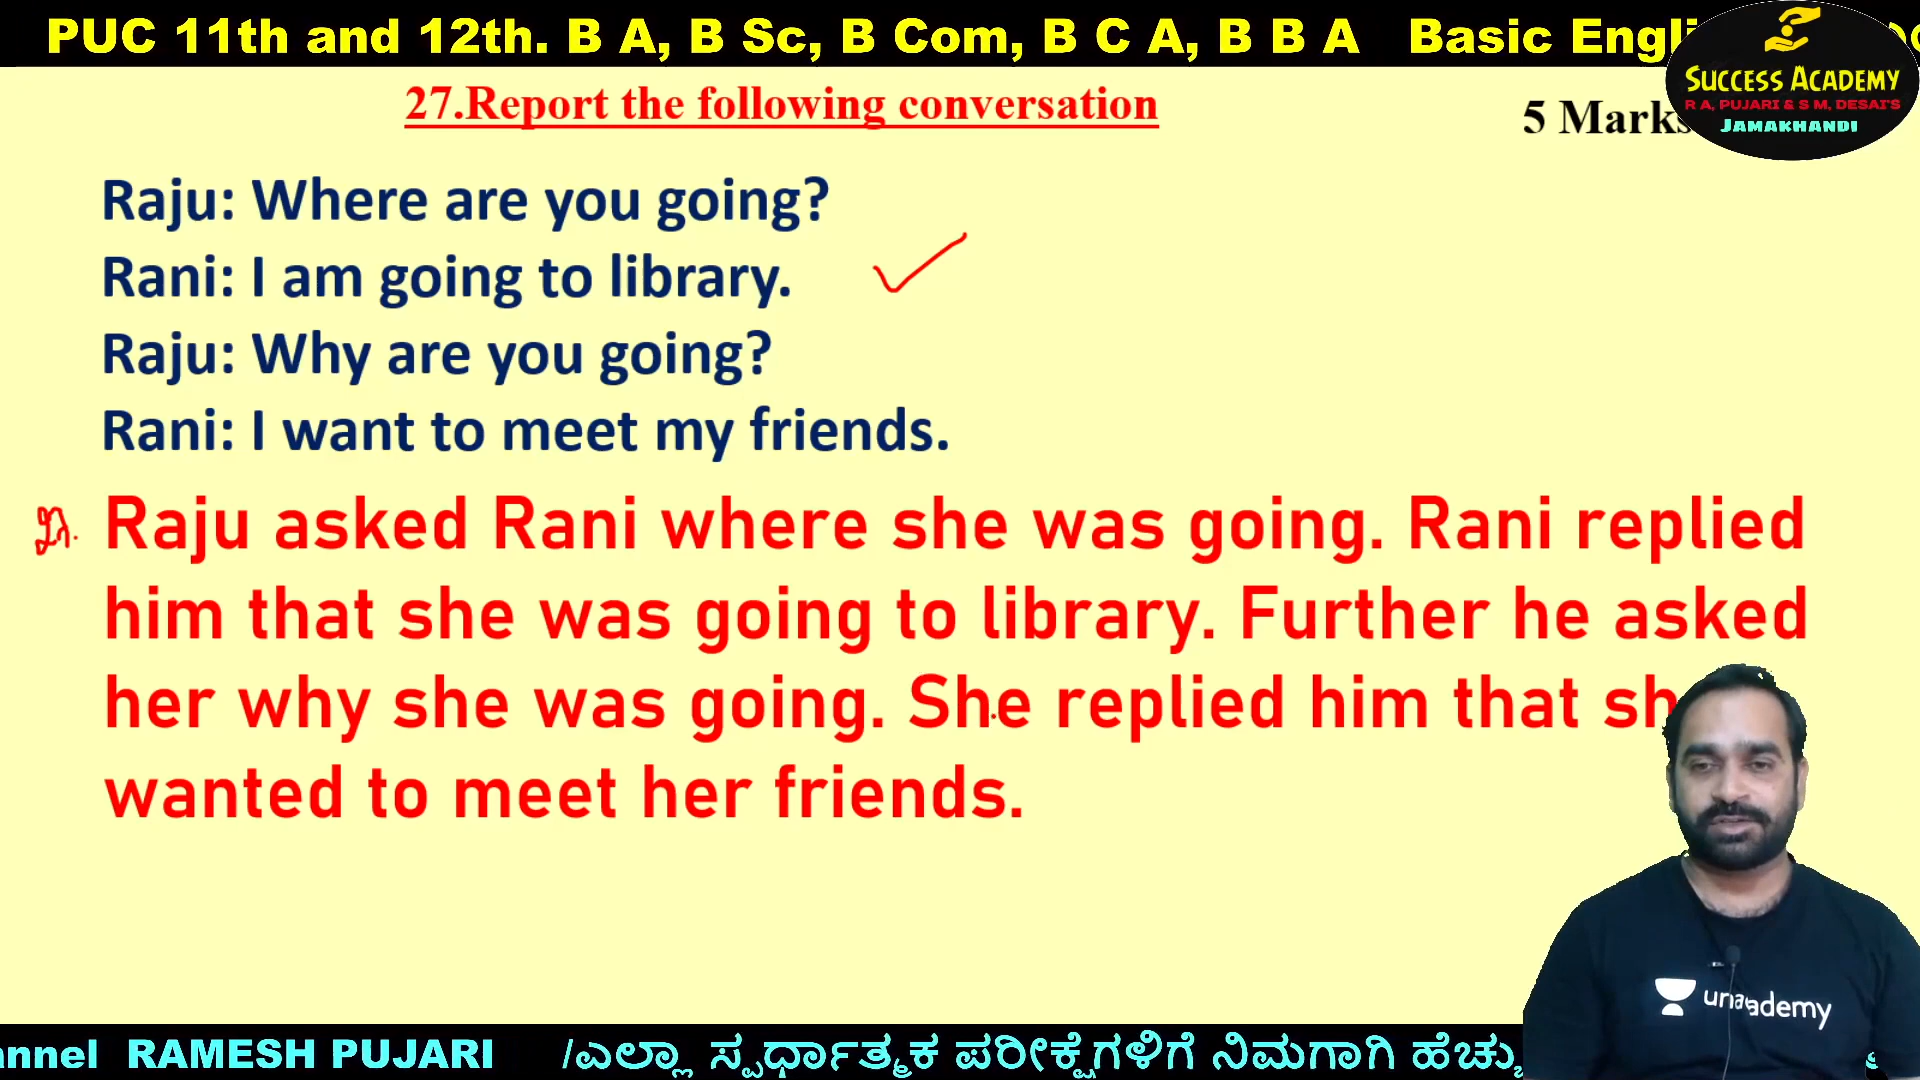 PUC 11th and 12th. B A, B Sc, B Com, B C A, B B A Basic Engli
SUCCESS ACADEMY
R A, PUJARI & S M, DESAI'S
JAMAKHANDI
27.Report the following conversation
5 Marks
Raju: Where are you going?
Rani: I am going to library.
Raju: Why are you going?
Rani: I want to meet my friends.
Raju asked Rani where she was going. Rani replied
him that she was going to library. Further he asked
her why she was going. She replied him that sh
wanted to meet her friends.
unacademy
annel RAMESH PUJARI /ಎಲ್ಲಾ ಸ್ಪರ್ಧಾತ್ಮಕ ಪರೀಕ್ಷೆಗಳಿಗೆ ನಿಮಗಾಗಿ ಹೆಚ್ಚು